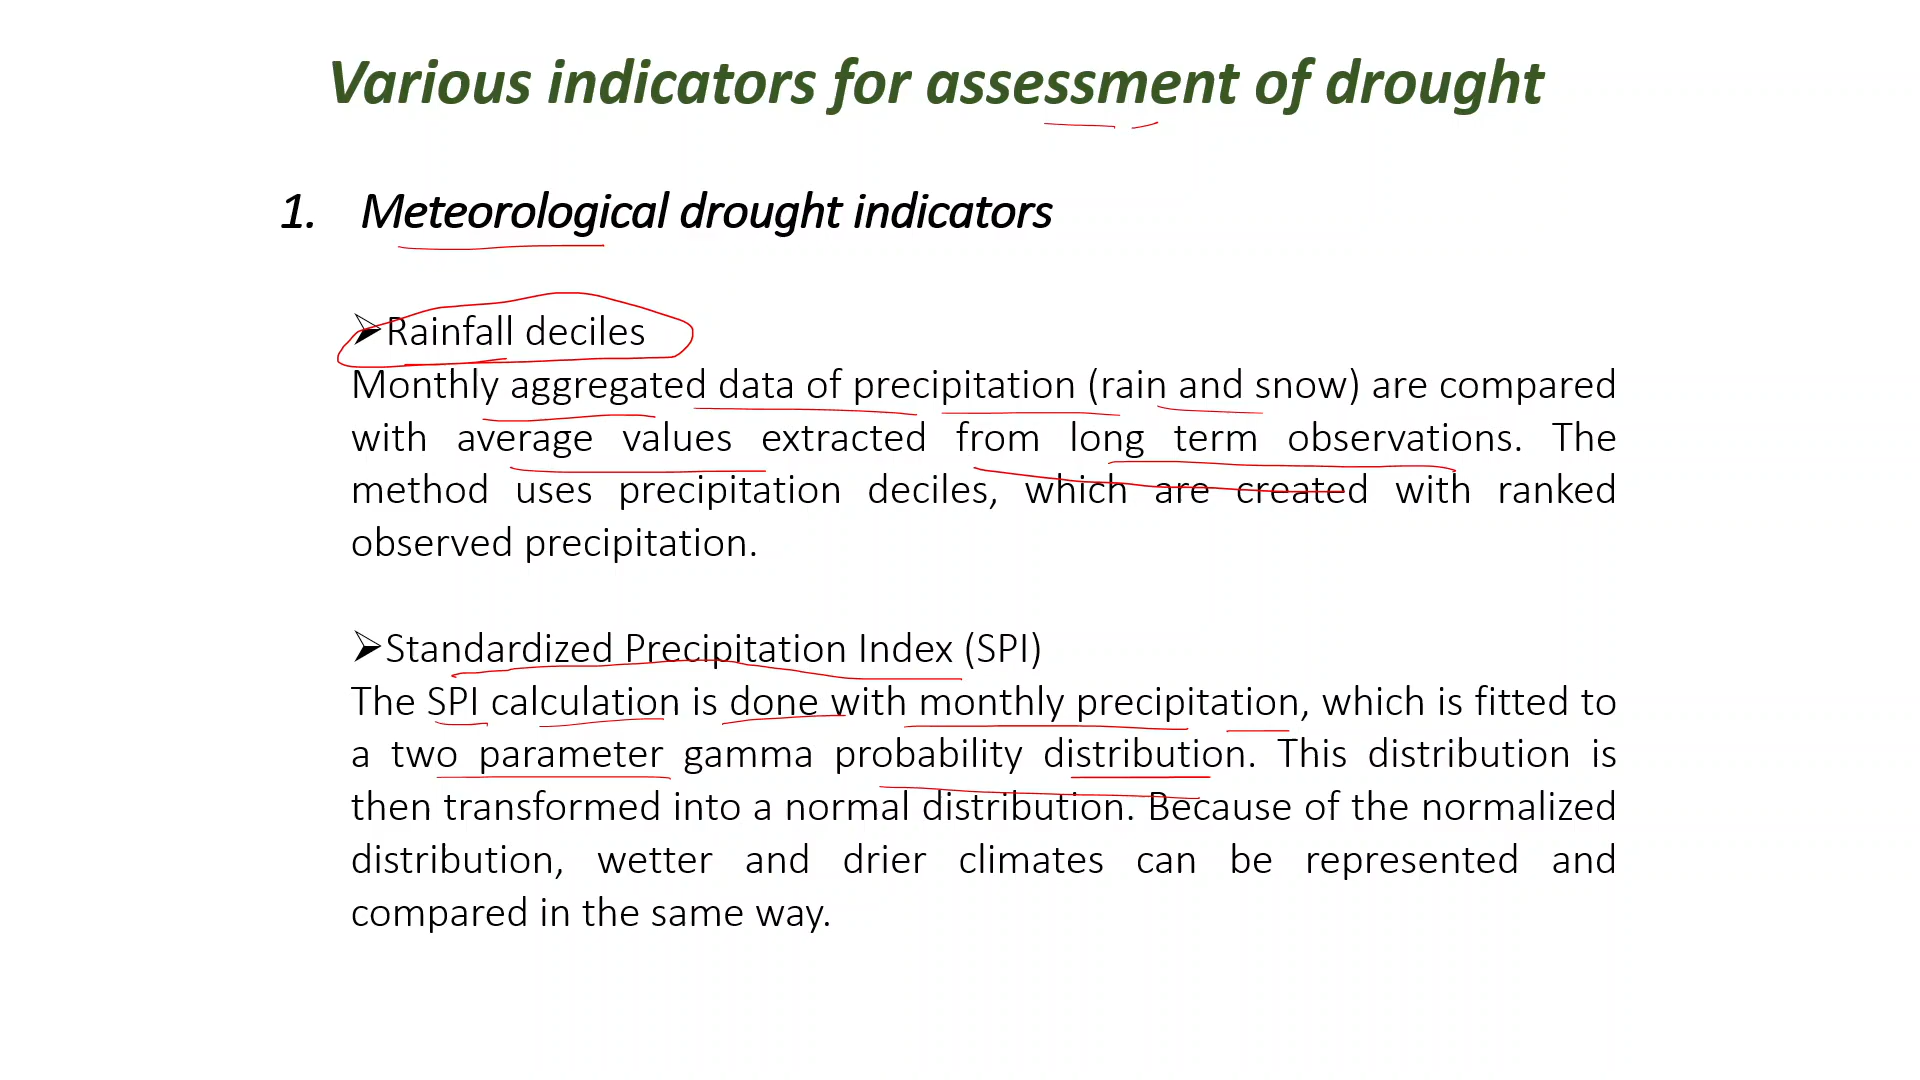 Various indicators for assessment of drought
1. Meteorological drought indicators
➢Rainfall deciles
Monthly aggregated data of precipitation (rain and snow) are compared
with average values extracted from long term observations. The
method uses precipitation deciles, which are created with ranked
observed precipitation.
➢Standardized Precipitation Index (SPI)
The SPI calculation is done with monthly precipitation, which is fitted to
a two parameter gamma probability distribution. This distribution is
then transformed into a normal distribution. Because of the normalized
distribution, wetter and drier climates can be represented and
compared in the same way.